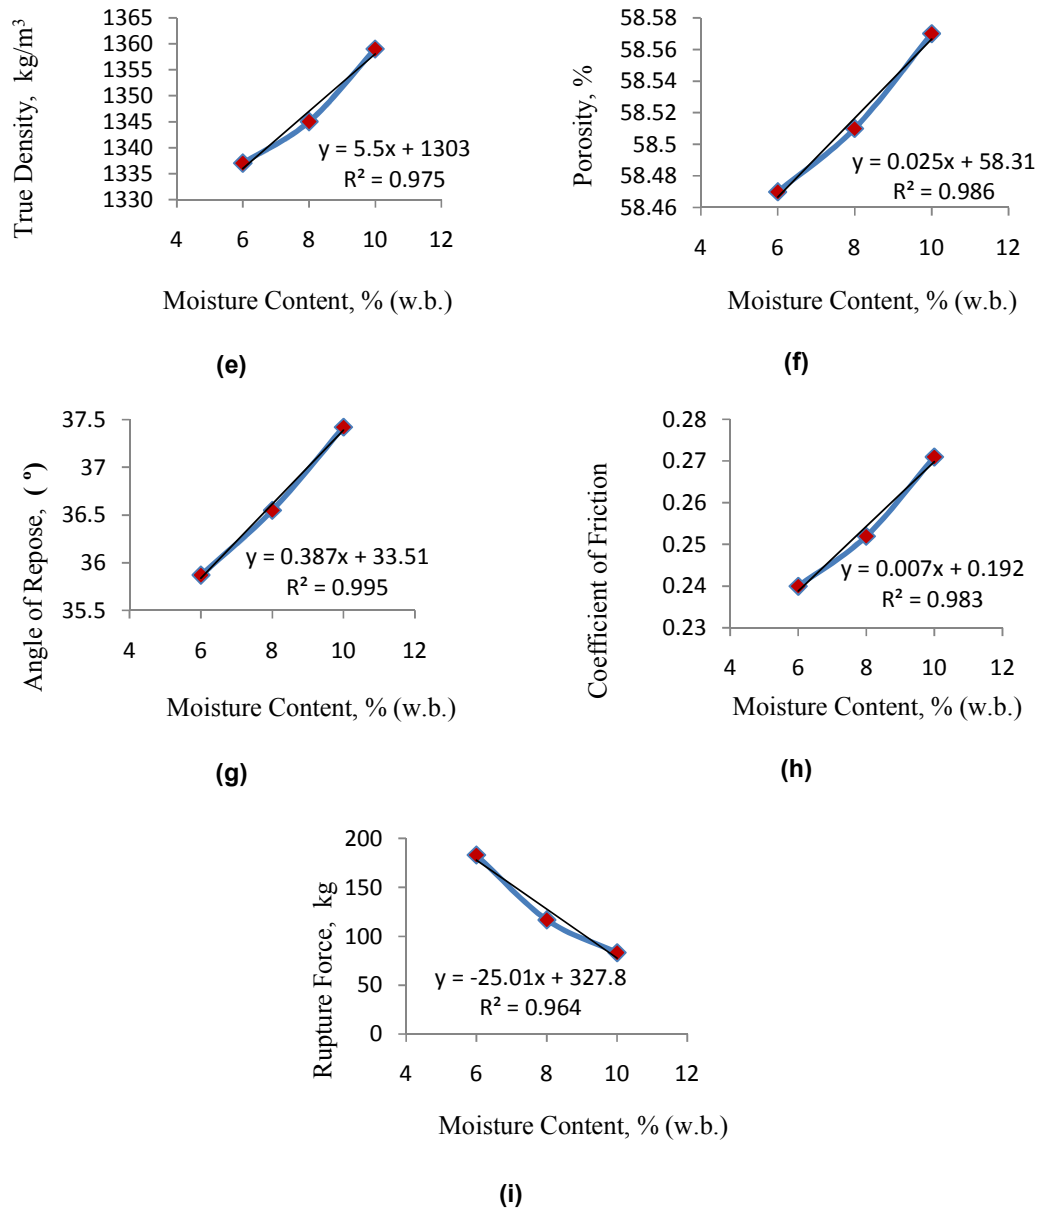 True Density, kg/m³
1365
1360
1355
1350
1345
1340
1335
1330
y = 5.5x + 1303
R² = 0.975
4 6 8 10 12
Moisture Content, % (w.b.)
(e)
Porosity, %
58.58
58.56
58.54
58.52
58.5
58.48
58.46
y = 0.025x + 58.31
R² = 0.986
4 6 8 10 12
Moisture Content, % (w.b.)
(f)
Angle of Repose, ( º)
37.5
37
36.5
36
35.5
y = 0.387x + 33.51
R² = 0.995
4 6 8 10 12
Moisture Content, % (w.b.)
(g)
Coefficient of Friction
0.28
0.27
0.26
0.25
0.24
0.23
y = 0.007x + 0.192
R² = 0.983
4 6 8 10 12
Moisture Content, % (w.b.)
(h)
Rupture Force, kg
200
150
100
50
0
y = -25.01x + 327.8
R² = 0.964
4 6 8 10 12
Moisture Content, % (w.b.)
(i)